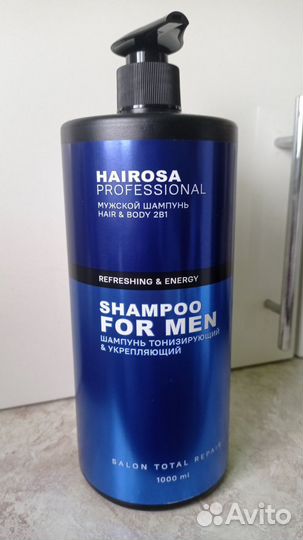 HAIROSA
PROFESSIONAL
МУЖСКОЙ ШАМПУНЬ
HAIR & BODY 2В1
REFRESHING & ENERGY
SHAMPOO
FOR MEN
ШАМПУНЬ ТОНИЗИРУЮЩИЙ
& УКРЕПЛЯЮЩИЙ
SALON TOTAL REPAIR
1000 ml
Avito